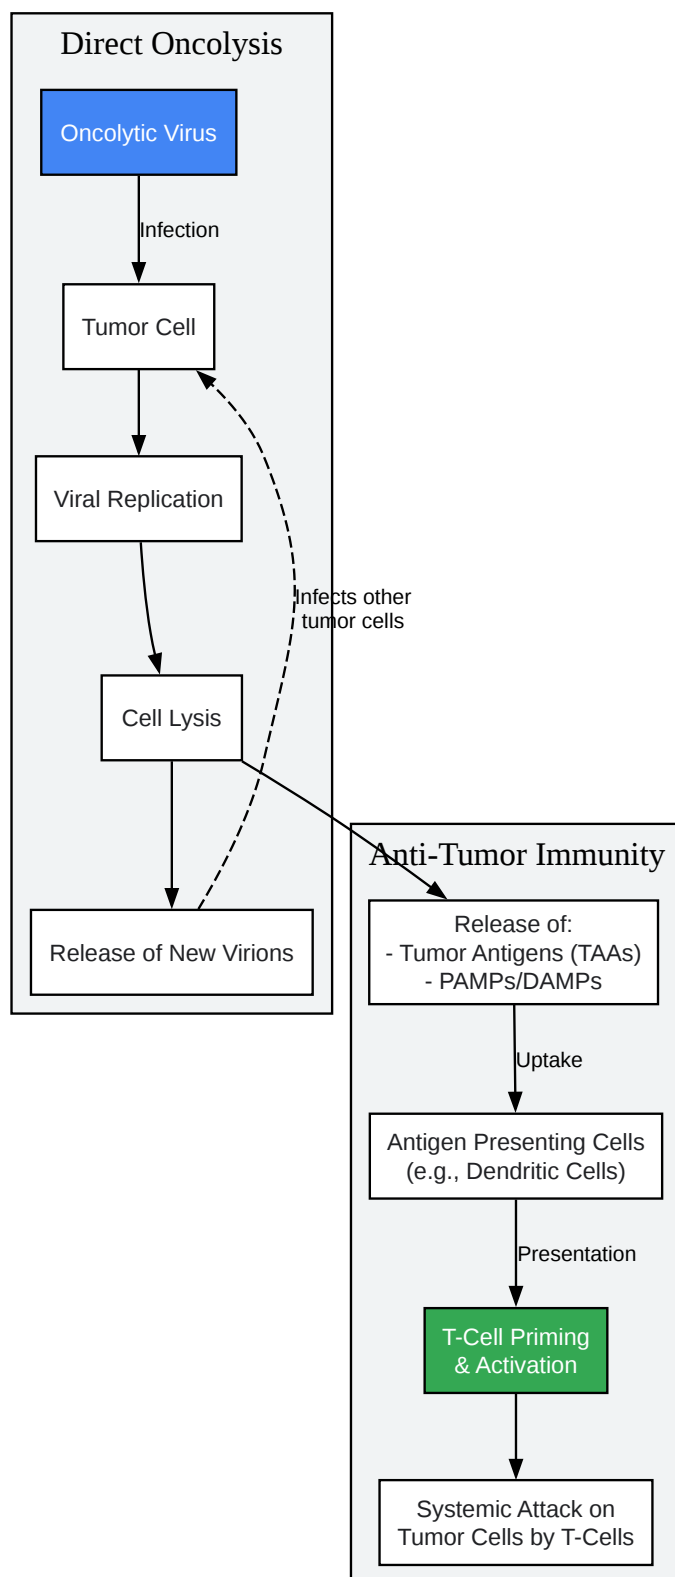 Direct Oncolysis
Oncolytic Virus
Infection
Tumor Cell
Viral Replication
Infects other
tumor cells
Cell Lysis
Release of New Virions
Anti-Tumor Immunity
Release of:
- Tumor Antigens (TAAs)
- PAMPs/DAMPs
Uptake
Antigen Presenting Cells
(e.g., Dendritic Cells)
Presentation
T-Cell Priming
& Activation
Systemic Attack on
Tumor Cells by T-Cells